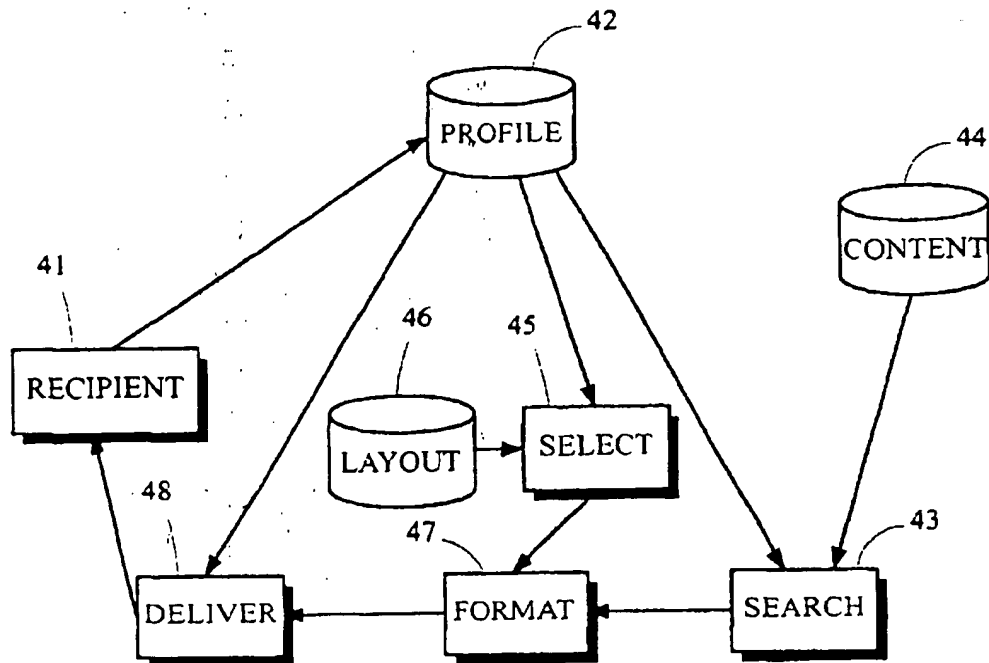 42
PROFILE
44
CONTENT
41
RECIPIENT
46
LAYOUT
45
SELECT
48
DELIVER
47
FORMAT
43
SEARCH